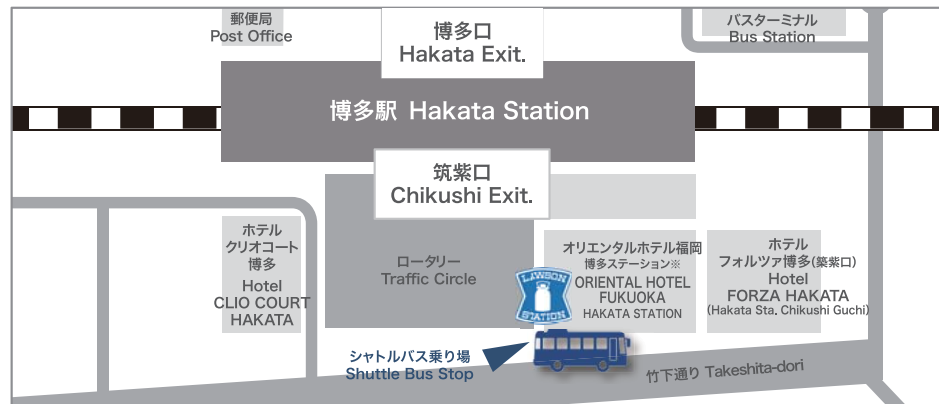 郵便局
Post Office
博多口
Hakata Exit.
バスターミナル
Bus Station
博多駅 Hakata Station
筑紫口
Chikushi Exit.
ホテル
クリオコート
博多
Hotel
CLIO COURT
HAKATA
ロータリー
Traffic Circle
オリエンタルホテル福岡
博多ステーション※
ORIENTAL HOTEL
FUKUOKA
HAKATA STATION
ホテル
フォルツァ博多(築紫口)
Hotel
FORZA HAKATA
(Hakata Sta. Chikushi Guchi)
LAWSON
STATION
シャトルバス乗り場
Shuttle Bus Stop
竹下通り Takeshita-dori